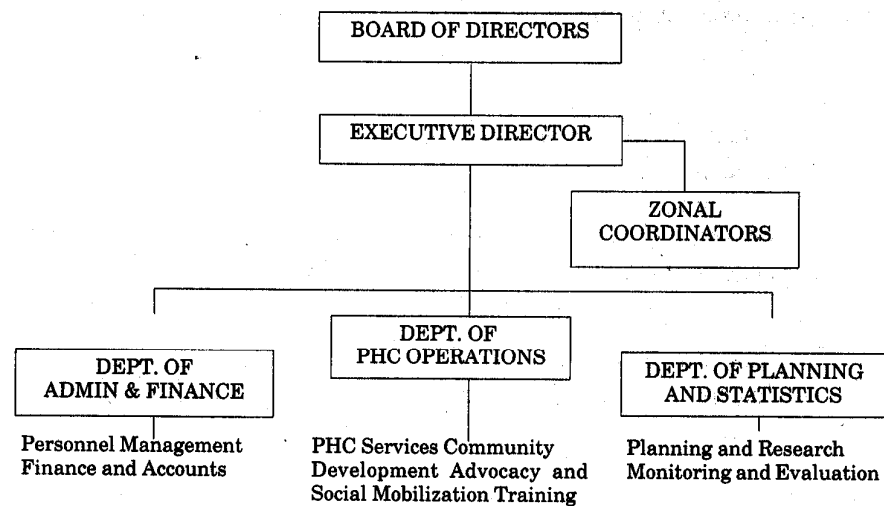 BOARD OF DIRECTORS
EXECUTIVE DIRECTOR
ZONAL
COORDINATORS
DEPT. OF
ADMIN & FINANCE
DEPT. OF
PHC OPERATIONS
DEPT. OF PLANNING
AND STATISTICS
Personnel Management
Finance and Accounts
PHC Services Community
Development Advocacy and
Social Mobilization Training
Planning and Research
Monitoring and Evaluation